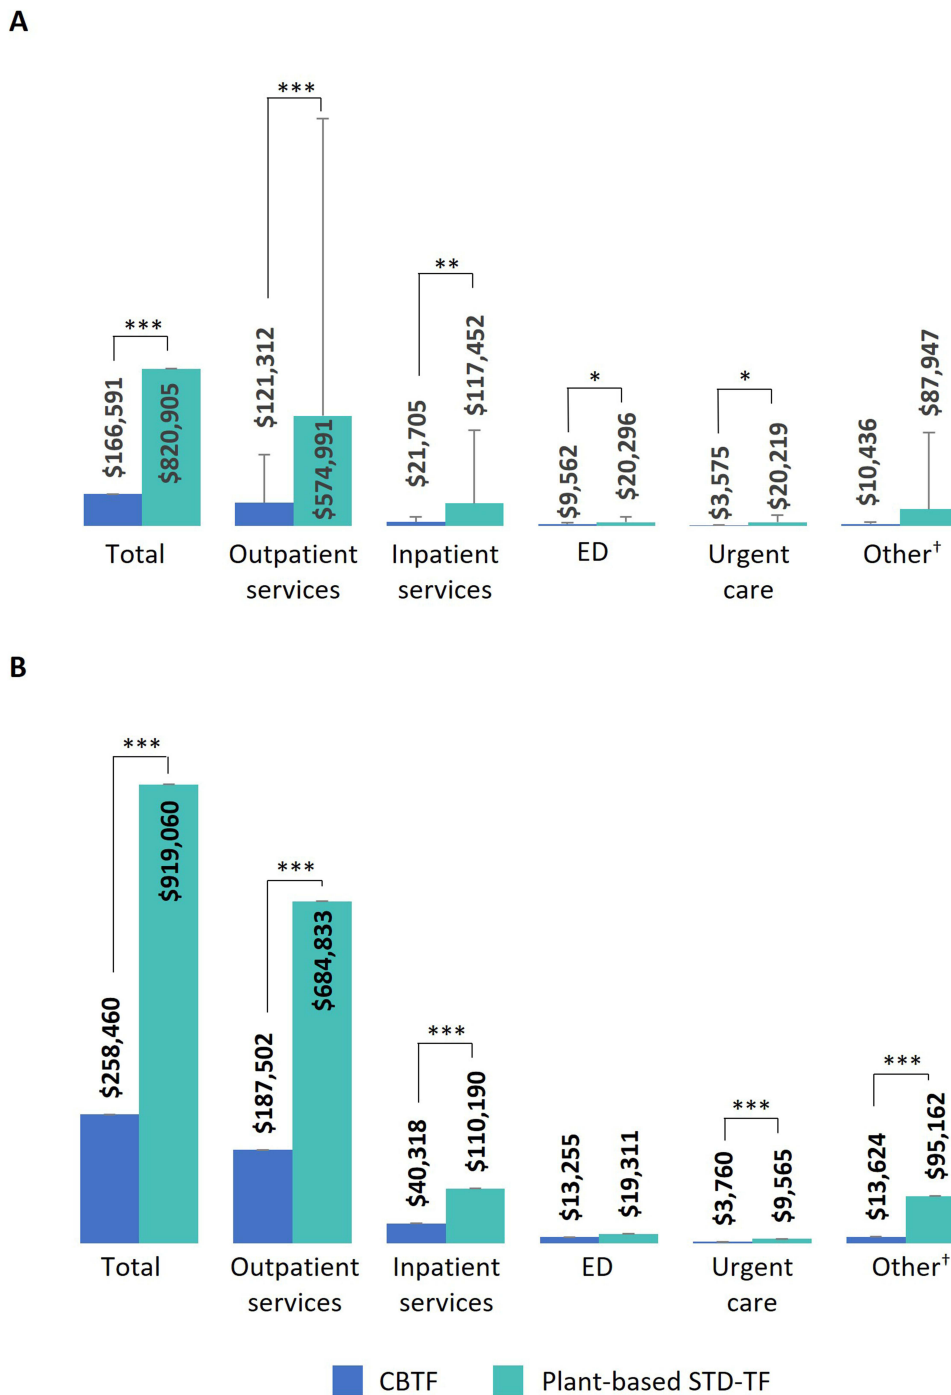 A
***
***
**
*
*
$166,591
$820,905
$121,312
$574,991
$21,705
$117,452
$9,562
$20,296
$3,575
$20,219
$10,436
$87,947
Total
Outpatient
services
Inpatient
services
ED
Urgent
care
Other†
B
***
***
***
***
***
$258,460
$919,060
$187,502
$684,833
$40,318
$110,190
$13,255
$19,311
$3,760
$9,565
$13,624
$95,162
Total
Outpatient
services
Inpatient
services
ED
Urgent
care
Other†
CBTF
Plant-based STD-TF